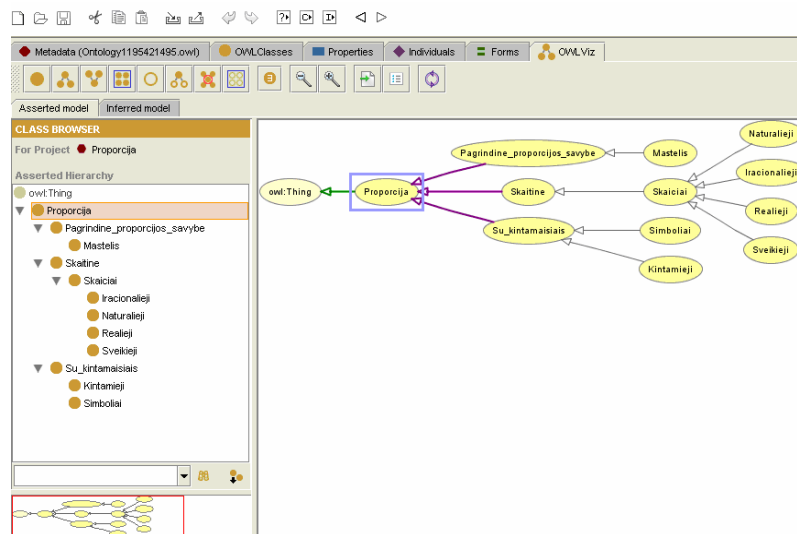 Metadata (Ontology1195421495.owl) OWLClasses Properties Individuals Forms OWLViz
Asserted model Inferred model
CLASS BROWSER
For Project Proporcija
Asserted Hierarchy
owl:Thing
Proporcija
Pagrindine_proporcijos_savybe
Mastelis
Skaitine
Skaiciai
Iracionalieji
Naturalieji
Realieji
Sveikieji
Su_kintamaisiais
Kintamieji
Simboliai
owl:Thing
Proporcija
Pagrindine_proporcijos_savybe
Mastelis
Skaitine
Skaiciai
Su_kintamaisiais
Simboliai
Kintamieji
Naturalieji
Iracionalieji
Realieji
Sveikieji